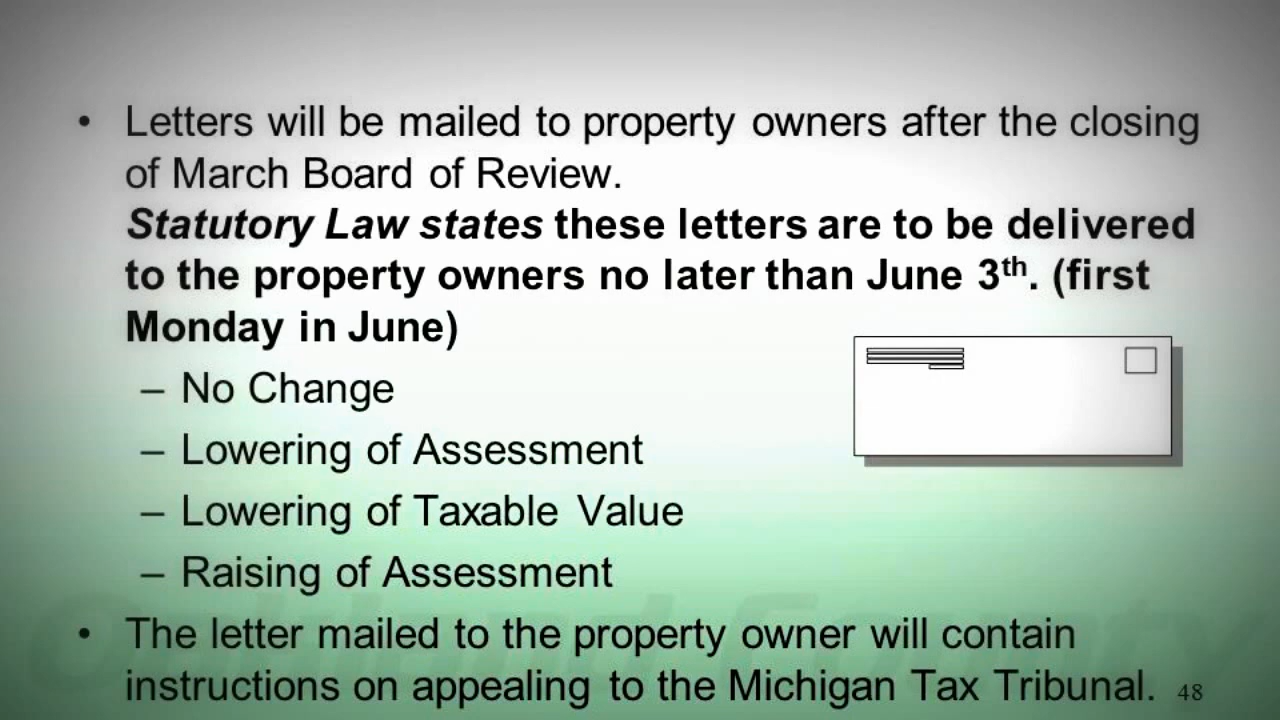 • Letters will be mailed to property owners after the closing
of March Board of Review.
Statutory Law states these letters are to be delivered
to the property owners no later than June 3th. (first
Monday in June)
– No Change
– Lowering of Assessment
– Lowering of Taxable Value
– Raising of Assessment
• The letter mailed to the property owner will contain
instructions on appealing to the Michigan Tax Tribunal.
48
Oakland County